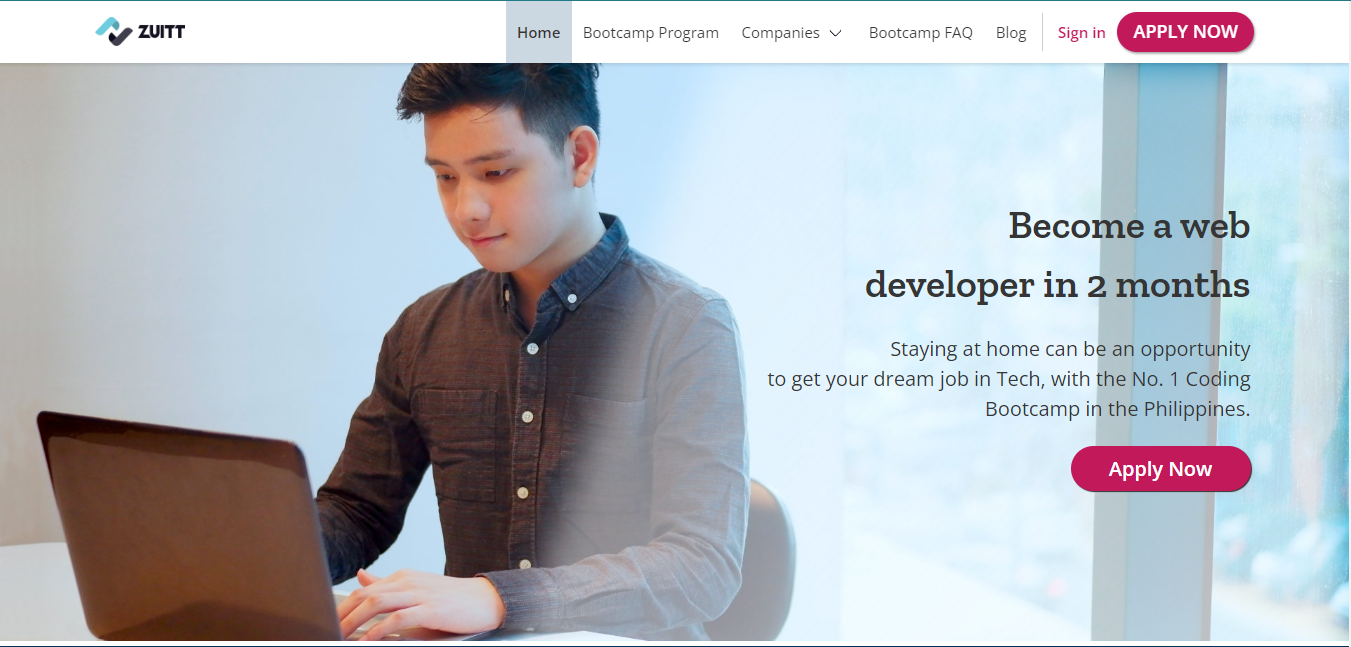 ZUITT
Home
Bootcamp Program
Companies
Bootcamp FAQ
Blog
Sign in
APPLY NOW
Become a web
developer in 2 months
Staying at home can be an opportunity
to get your dream job in Tech, with the No. 1 Coding
Bootcamp in the Philippines.
Apply Now